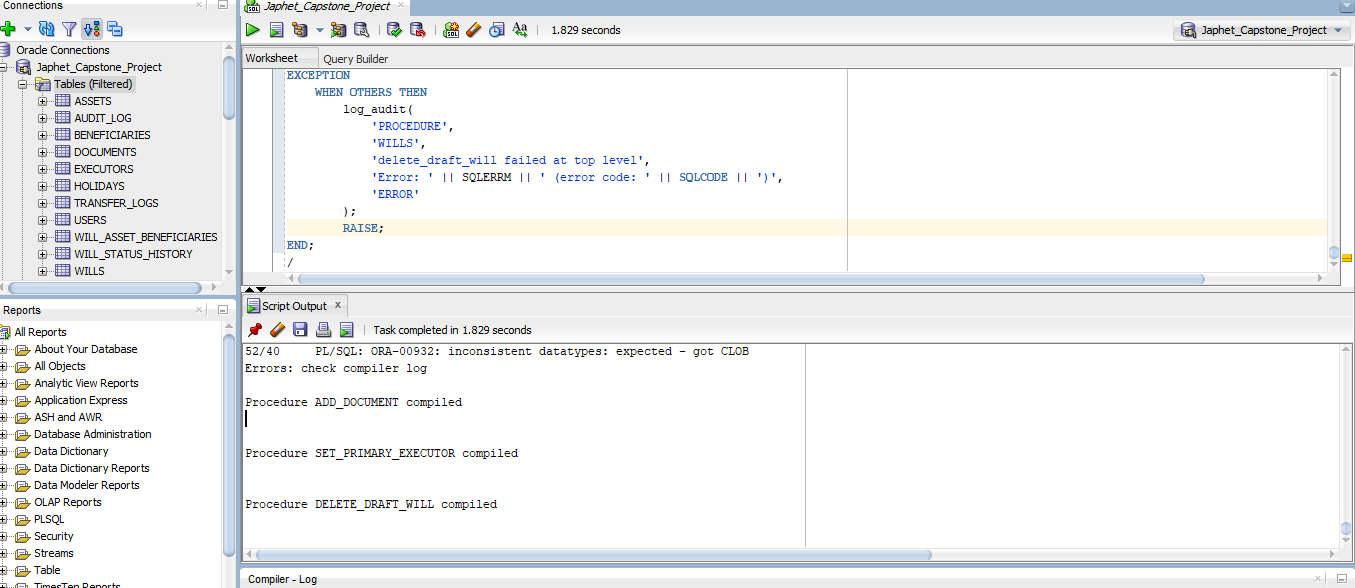 Connections
Oracle Connections
Japhet_Capstone_Project
Tables (Filtered)
ASSETS
AUDIT_LOG
BENEFICIARIES
DOCUMENTS
EXECUTORS
HOLIDAYS
TRANSFER_LOGS
USERS
WILL_ASSET_BENEFICIARIES
WILL_STATUS_HISTORY
WILLS
Reports
All Reports
About Your Database
All Objects
Analytic View Reports
Application Express
ASH and AWR
Database Administration
Data Dictionary
Data Dictionary Reports
Data Modeler Reports
OLAP Reports
PLSQL
Security
Streams
Table
TimesTen Reports
Japhet_Capstone_Project
1.829 seconds
Japhet_Capstone_Project
Worksheet Query Builder
EXCEPTION
WHEN OTHERS THEN
log_audit(
'PROCEDURE',
'WILLS',
'delete_draft_will failed at top level',
'Error: ' || SQLERRM || ' (error code: ' || SQLCODE || ')',
'ERROR'
);
RAISE;
END;
/
Script Output
Task completed in 1.829 seconds
52/40 PL/SQL: ORA-00932: inconsistent datatypes: expected - got CLOB
Errors: check compiler log
Procedure ADD_DOCUMENT compiled
Procedure SET_PRIMARY_EXECUTOR compiled
Procedure DELETE_DRAFT_WILL compiled
Compiler - Log